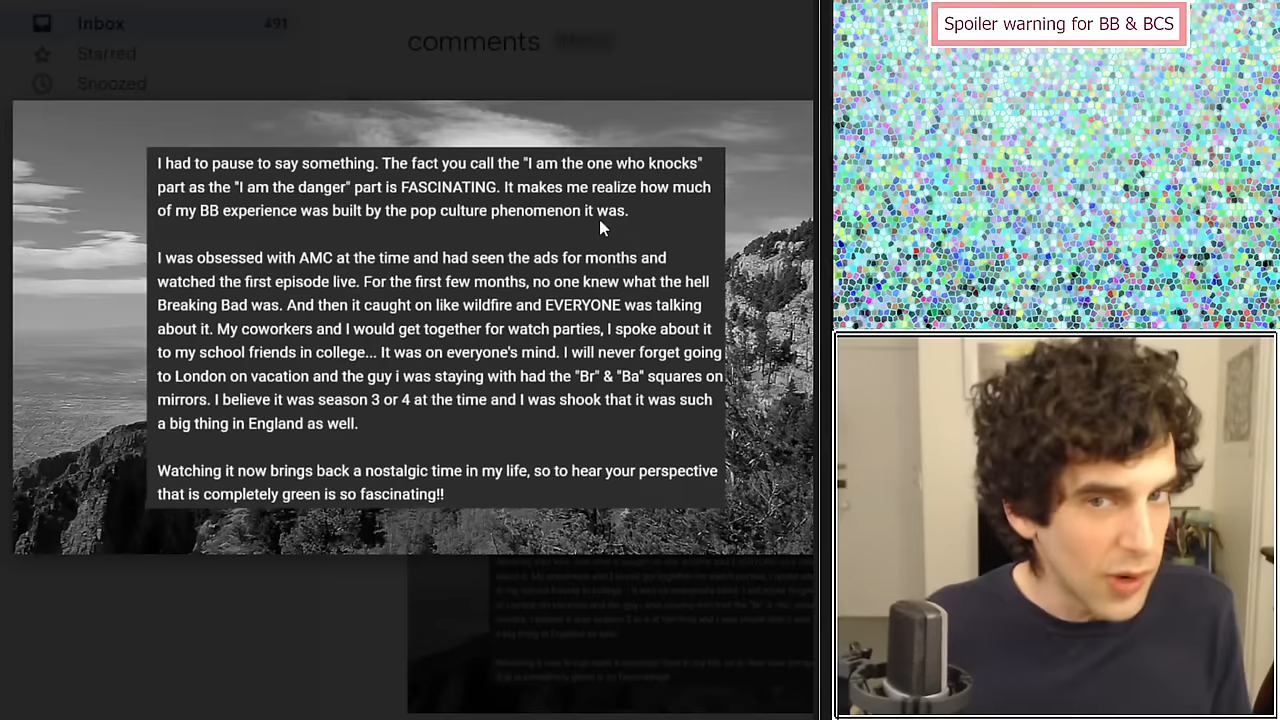 Inbox
491
Starred
Snoozed
comments
Spoiler warning for BB & BCS
I had to pause to say something. The fact you call the "I am the one who knocks"
part as the "I am the danger" part is FASCINATING. It makes me realize how much
of my BB experience was built by the pop culture phenomenon it was.
I was obsessed with AMC at the time and had seen the ads for months and
watched the first episode live. For the first few months, no one knew what the hell
Breaking Bad was. And then it caught on like wildfire and EVERYONE was talking
about it. My coworkers and I would get together for watch parties, I spoke about it
to my school friends in college... It was on everyone's mind. I will never forget going
to London on vacation and the guy i was staying with had the "Br" & "Ba" squares on
mirrors. I believe it was season 3 or 4 at the time and I was shook that it was such
a big thing in England as well.
Watching it now brings back a nostalgic time in my life, so to hear your perspective
that is completely green is so fascinating!!